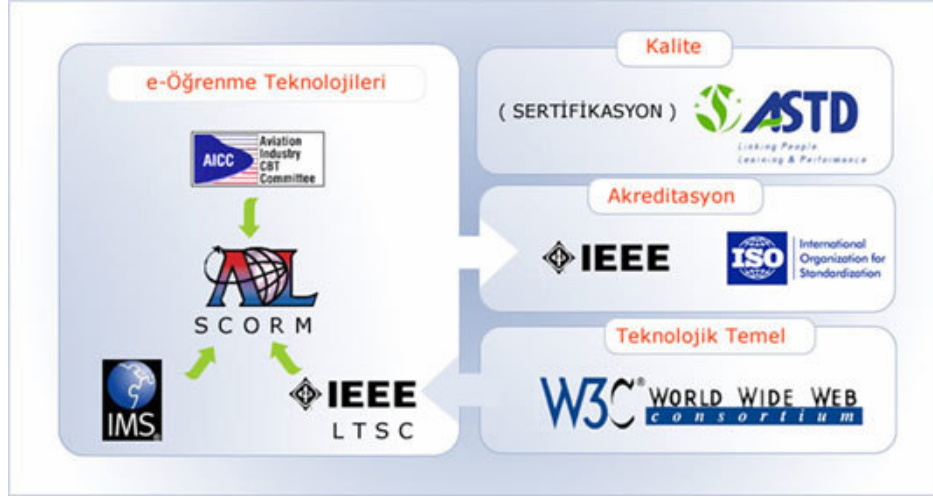 e-Öğrenme Teknolojileri
AICC
Aviation
Industry
CBT
Committee
ADL
SCORM
IMS
IEEE
LTSC
Kalite
( SERTİFİKASYON )
ASTD
Linking People
Learning & Performance
Akreditasyon
IEEE
ISO
International
Organization for
Standardization
Teknolojik Temel
W3C®
WORLD WIDE WEB
consortium